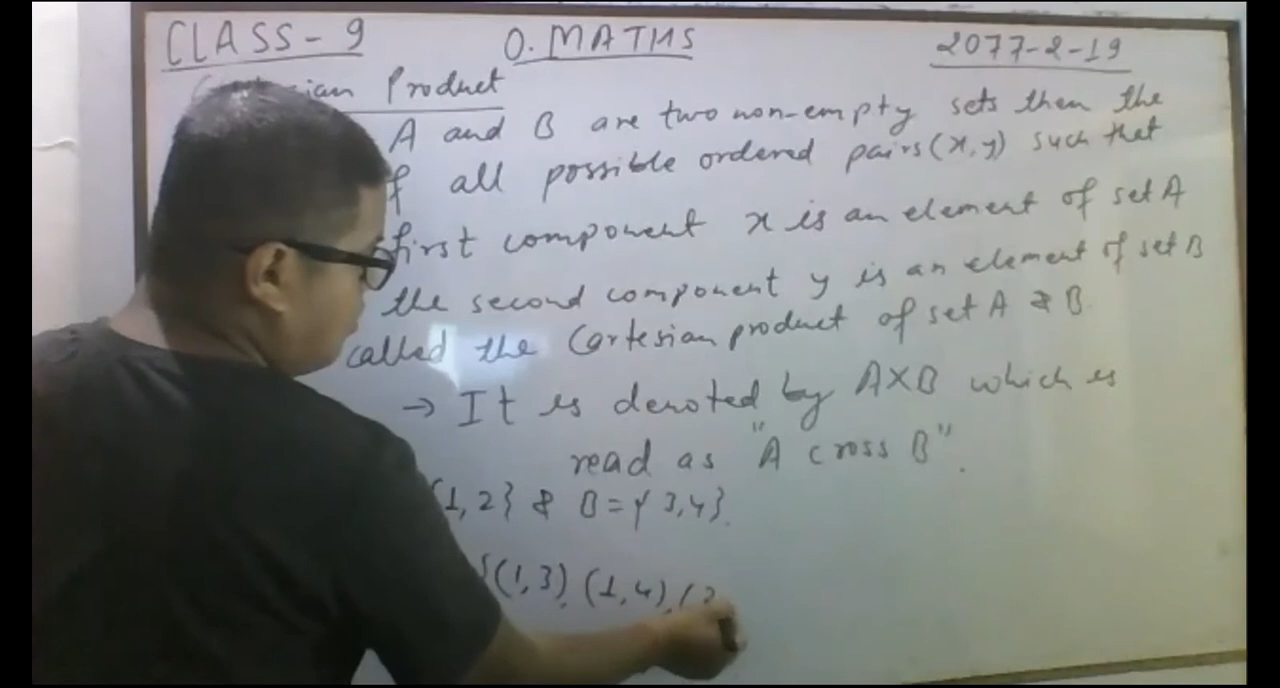 CLASS-9 O.MATHS 2077-2-19
Product
A and B are two non-empty sets then the
all possible ordered pairs (x,y) such that
first component x is an element of set A
the second component y is an element of set B
called the Cartesian product of set A & B.
→ It is denoted by A×B which is
read as "A cross B".
1,2} & B={3,4}.
{(1,3), (1,4), (2